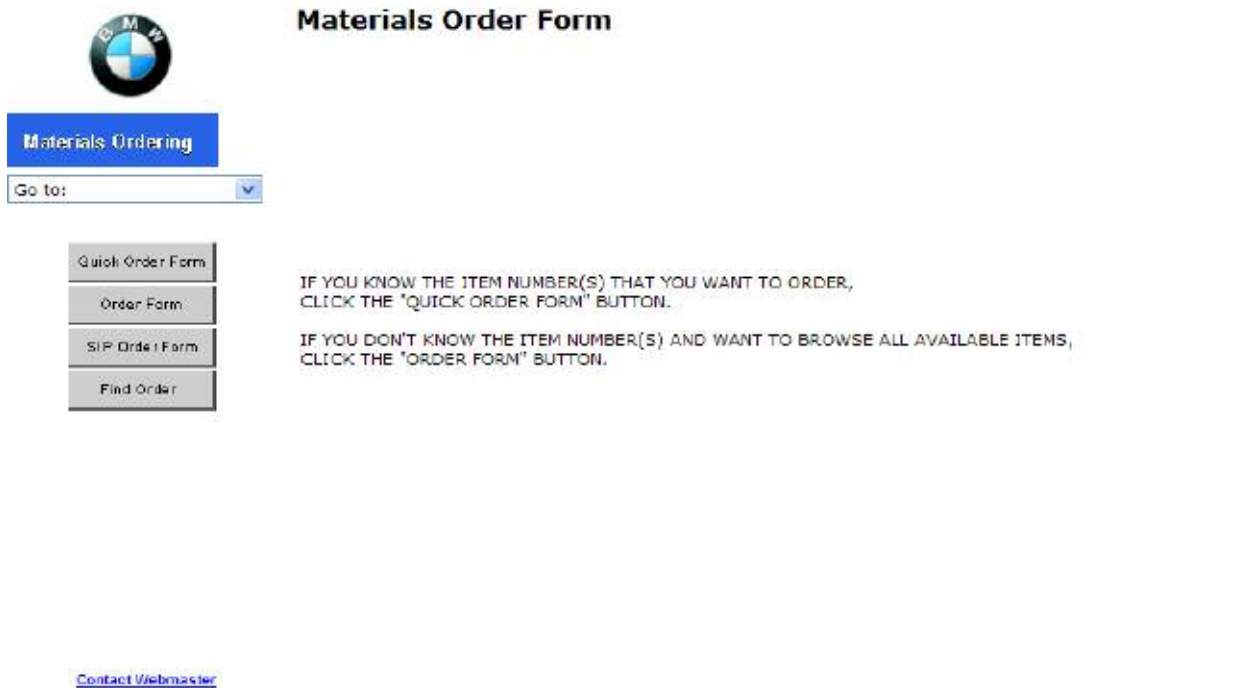 BMW
Materials Order Form
Materials Ordering
Go to:
Quick Order Form
Order Form
SIP Order Form
Find Order
IF YOU KNOW THE ITEM NUMBER(S) THAT YOU WANT TO ORDER,
CLICK THE "QUICK ORDER FORM" BUTTON.
IF YOU DON'T KNOW THE ITEM NUMBER(S) AND WANT TO BROWSE ALL AVAILABLE ITEMS,
CLICK THE "ORDER FORM" BUTTON.
Contact Webmaster